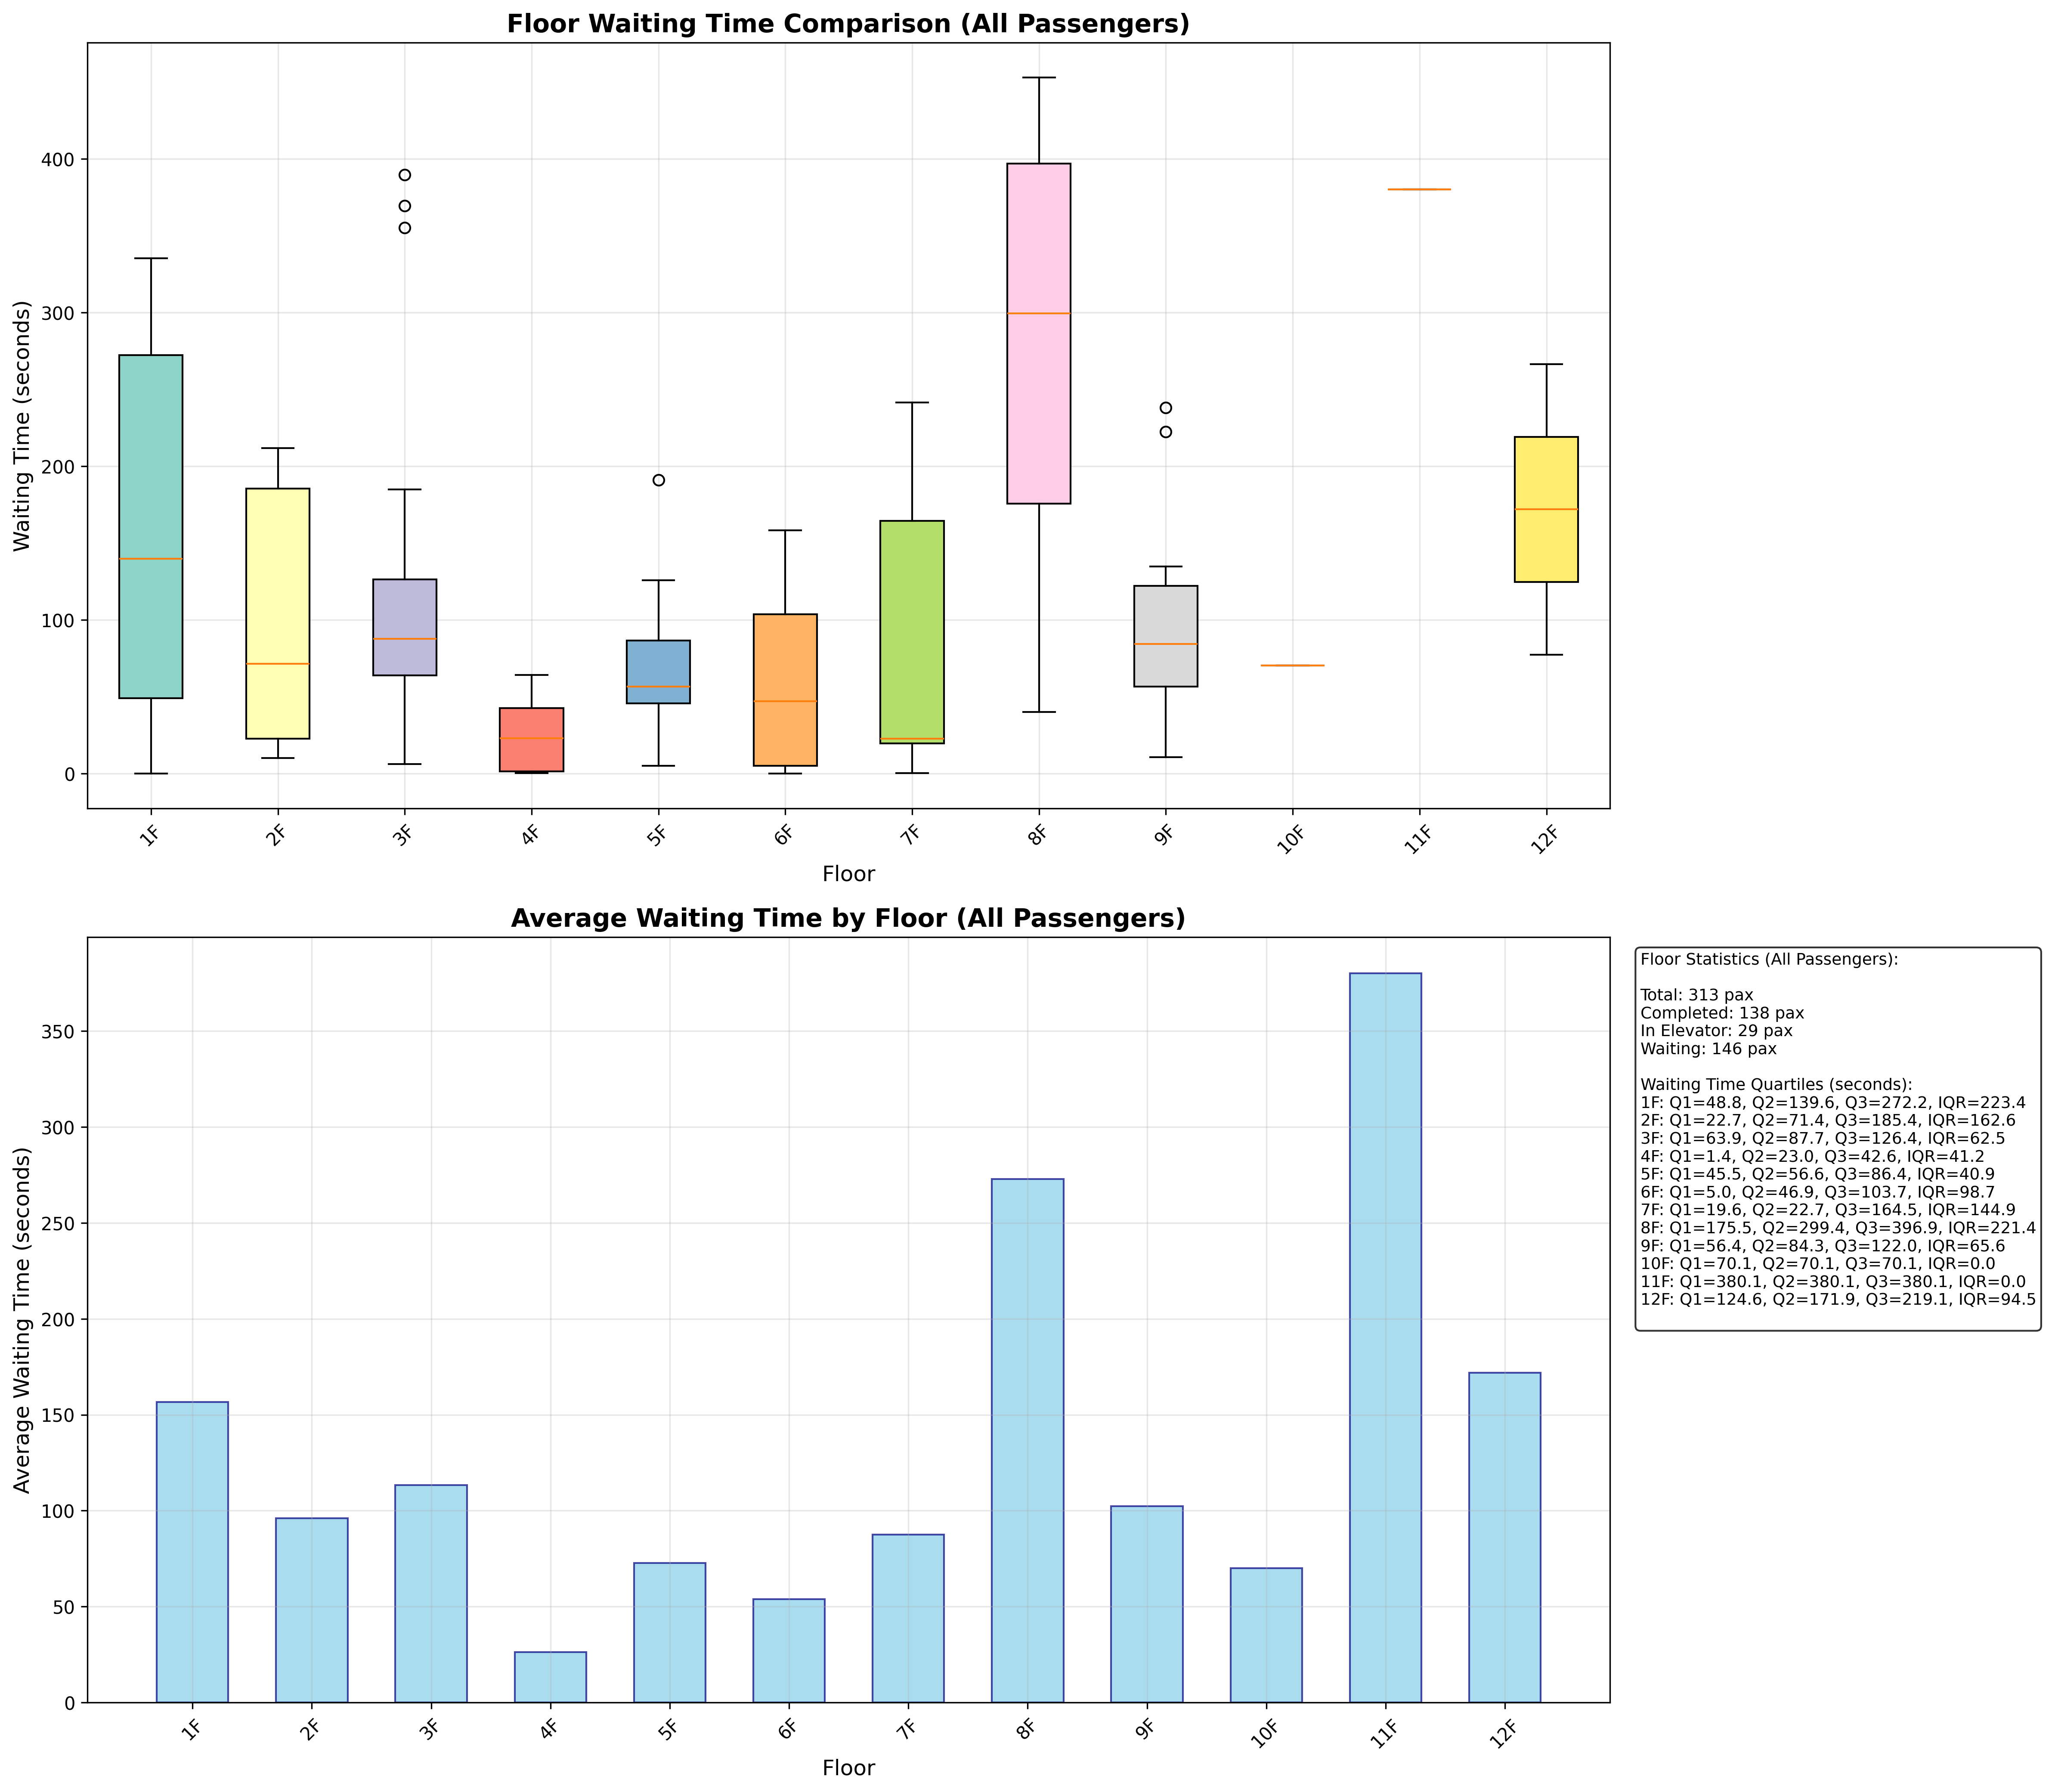 Floor Waiting Time Comparison (All Passengers)
Waiting Time (seconds)
400
300
200
100
0
1F
2F
3F
4F
5F
6F
7F
8F
9F
10F
11F
12F
Floor
Average Waiting Time by Floor (All Passengers)
Average Waiting Time (seconds)
350
300
250
200
150
100
50
0
1F
2F
3F
4F
5F
6F
7F
8F
9F
10F
11F
12F
Floor
Floor Statistics (All Passengers):
Total: 313 pax
Completed: 138 pax
In Elevator: 29 pax
Waiting: 146 pax
Waiting Time Quartiles (seconds):
1F: Q1=48.8, Q2=139.6, Q3=272.2, IQR=223.4
2F: Q1=22.7, Q2=71.4, Q3=185.4, IQR=162.6
3F: Q1=63.9, Q2=87.7, Q3=126.4, IQR=62.5
4F: Q1=1.4, Q2=23.0, Q3=42.6, IQR=41.2
5F: Q1=45.5, Q2=56.6, Q3=86.4, IQR=40.9
6F: Q1=5.0, Q2=46.9, Q3=103.7, IQR=98.7
7F: Q1=19.6, Q2=22.7, Q3=164.5, IQR=144.9
8F: Q1=175.5, Q2=299.4, Q3=396.9, IQR=221.4
9F: Q1=56.4, Q2=84.3, Q3=122.0, IQR=65.6
10F: Q1=70.1, Q2=70.1, Q3=70.1, IQR=0.0
11F: Q1=380.1, Q2=380.1, Q3=380.1, IQR=0.0
12F: Q1=124.6, Q2=171.9, Q3=219.1, IQR=94.5